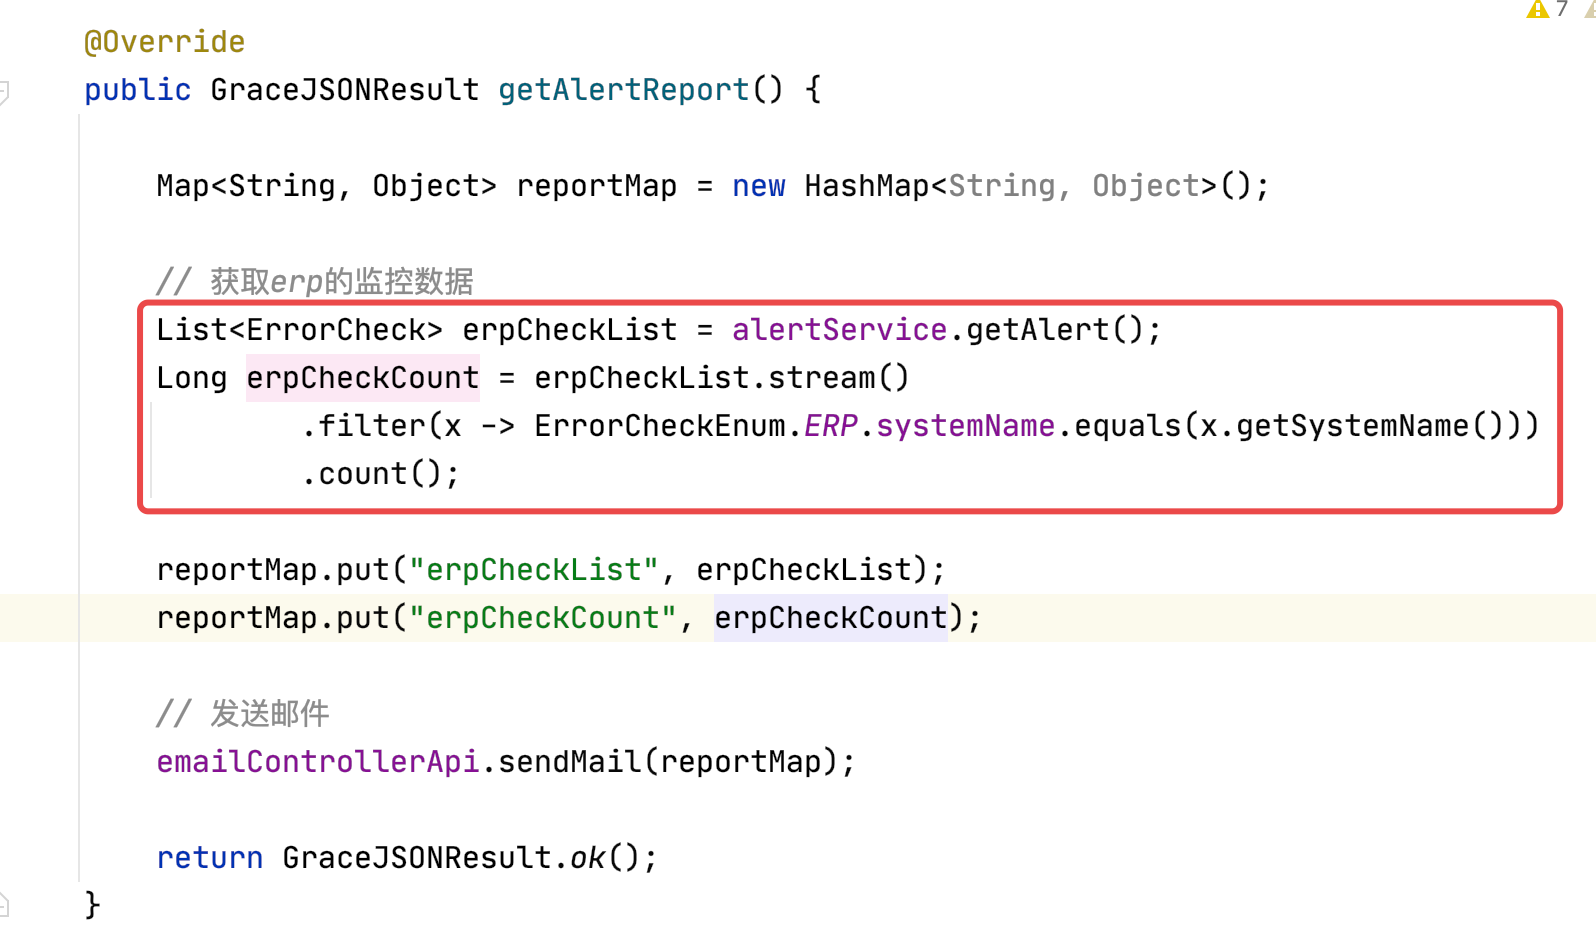 7
@Override
public GraceJSONResult getAlertReport() {
Map<String, Object> reportMap = new HashMap<String, Object>();
// 获取erp的监控数据
List<ErrorCheck> erpCheckList = alertService.getAlert();
Long erpCheckCount = erpCheckList.stream()
.filter(x -> ErrorCheckEnum.ERP.systemName.equals(x.getSystemName()))
.count();
reportMap.put("erpCheckList", erpCheckList);
reportMap.put("erpCheckCount", erpCheckCount);
// 发送邮件
emailControllerApi.sendMail(reportMap);
return GraceJSONResult.ok();
}